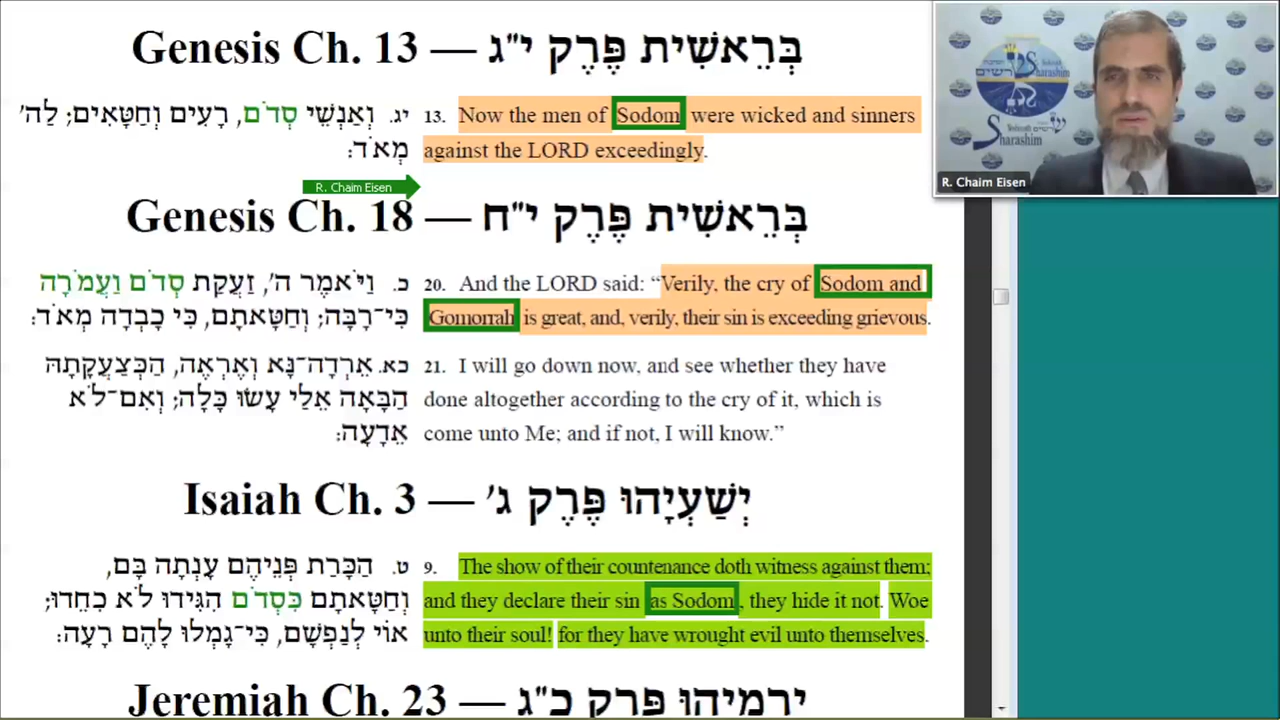 Genesis Ch. 13 — בְּרֵאשִׁית פֶּרֶק י״ג
יג. וְאַנְשֵׁי סְדֹם, רָעִים וְחַטָּאִים; לַה׳
מְאֹד:
13. Now the men of Sodom were wicked and sinners
against the LORD exceedingly.
R. Chaim Eisen
Genesis Ch. 18 — בְּרֵאשִׁית פֶּרֶק י״ח
כ. וַיֹּאמֶר ה׳, זַעֲקַת סְדֹם וַעֲמֹרָה
כִּי־רָבָּה; וְחַטָּאתָם, כִּי כָבְדָה מְאֹד:
20. And the LORD said: “Verily, the cry of Sodom and
Gomorrah is great, and, verily, their sin is exceeding grievous.
כא. אֵרְדָה־נָּא וְאֶרְאֶה, הַכְּצַעֲקָתָהּ
הַבָּאָה אֵלַי עָשׂוּ כָּלָה; וְאִם־לֹא
אֵדָעָה:
21. I will go down now, and see whether they have
done altogether according to the cry of it, which is
come unto Me; and if not, I will know.”
Isaiah Ch. 3 — יְשַׁעְיָהוּ פֶּרֶק ג׳
ט. הַכָּרַת פְּנֵיהֶם עָנְתָה בָּם,
וְחַטָּאתָם כִּסְדֹם הִגִּידוּ לֹא כִחֵדוּ;
אוֹי לְנַפְשָׁם, כִּי־גָמְלוּ לָהֶם רָעָה:
9. The show of their countenance doth witness against them;
and they declare their sin as Sodom, they hide it not. Woe
unto their soul! for they have wrought evil unto themselves.
Jeremiah Ch. 23 — ירמיהו פרק כ״ג
שרשים
Sharashim
R. Chaim Eisen